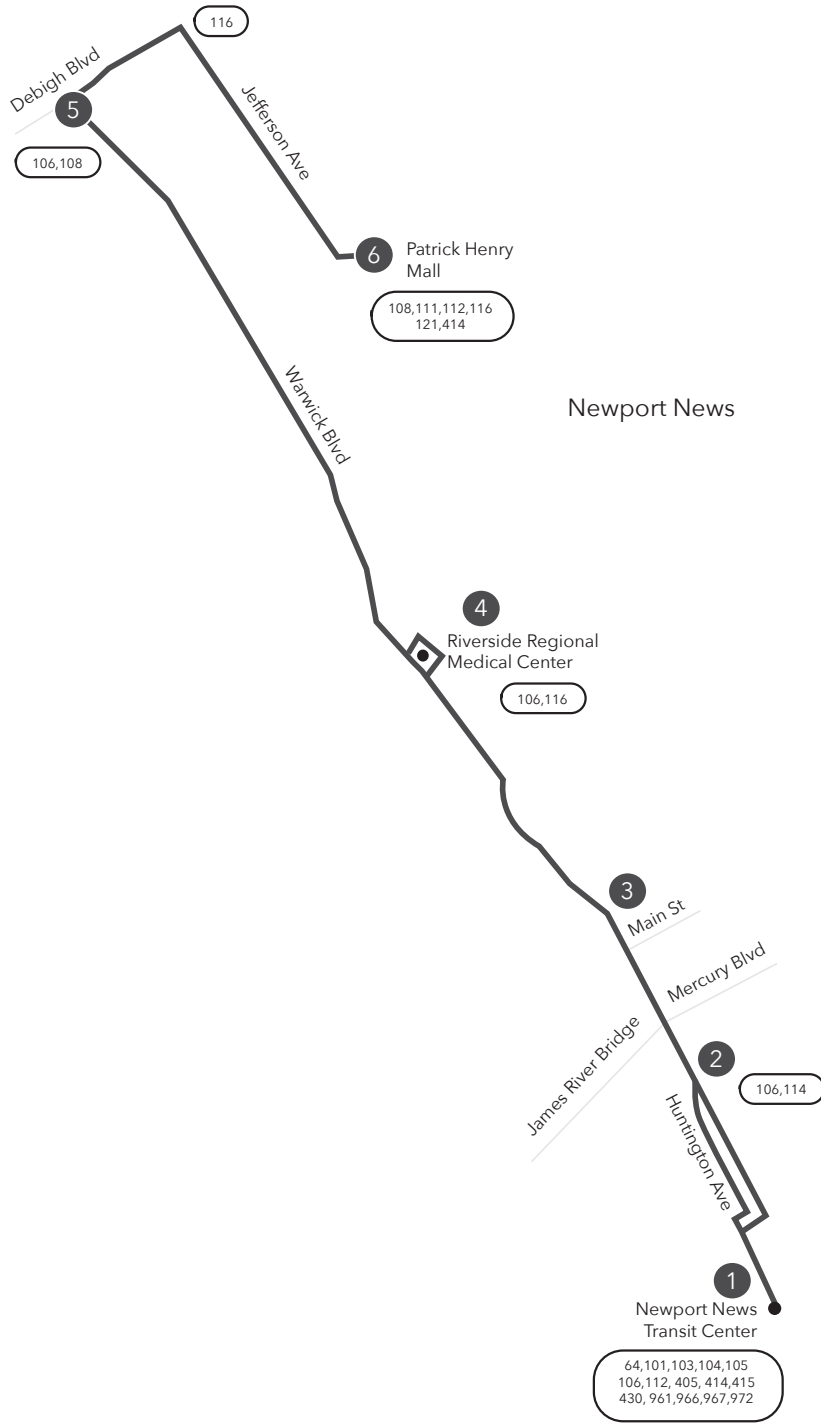 116
Debigh Blvd
5
Jefferson Ave
106,108
6
Patrick Henry
Mall
108,111,112,116
121,414
Warwick Blvd
Newport News
4
Riverside Regional
Medical Center
106,116
3
Main St
Mercury Blvd
James River Bridge
2
106,114
Huntington Ave
1
Newport News
Transit Center
64,101,103,104,105
106,112, 405, 414,415
430, 961,966,967,972